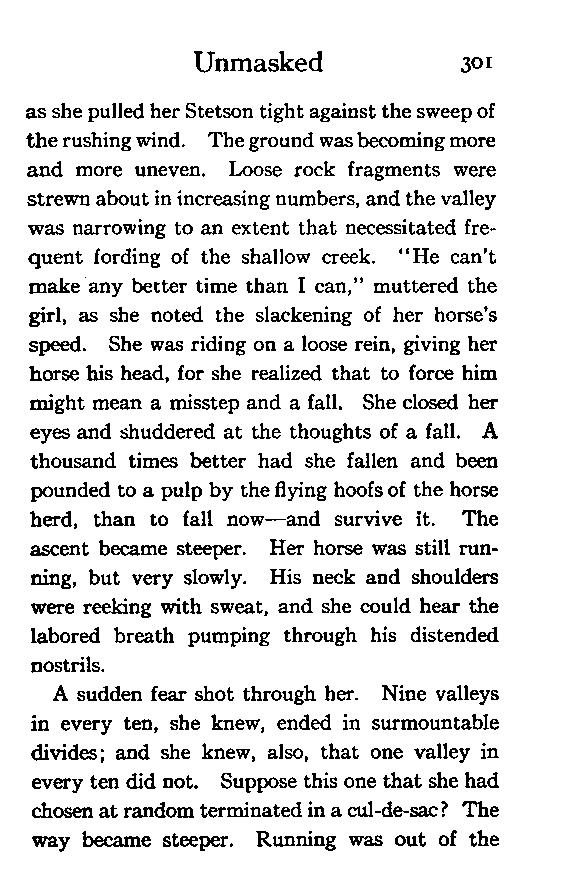 Unmasked 301
as she pulled her Stetson tight against the sweep of
the rushing wind. The ground was becoming more
and more uneven. Loose rock fragments were
strewn about in increasing numbers, and the valley
was narrowing to an extent that necessitated fre-
quent fording of the shallow creek. "He can't
make any better time than I can," muttered the
girl, as she noted the slackening of her horse's
speed. She was riding on a loose rein, giving her
horse his head, for she realized that to force him
might mean a misstep and a fall. She closed her
eyes and shuddered at the thoughts of a fall. A
thousand times better had she fallen and been
pounded to a pulp by the flying hoofs of the horse
herd, than to fall now—and survive it. The
ascent became steeper. Her horse was still run-
ning, but very slowly. His neck and shoulders
were reeking with sweat, and she could hear the
labored breath pumping through his distended
nostrils.
A sudden fear shot through her. Nine valleys
in every ten, she knew, ended in surmountable
divides; and she knew, also, that one valley in
every ten did not. Suppose this one that she had
chosen at random terminated in a cul-de-sac? The
way became steeper. Running was out of the